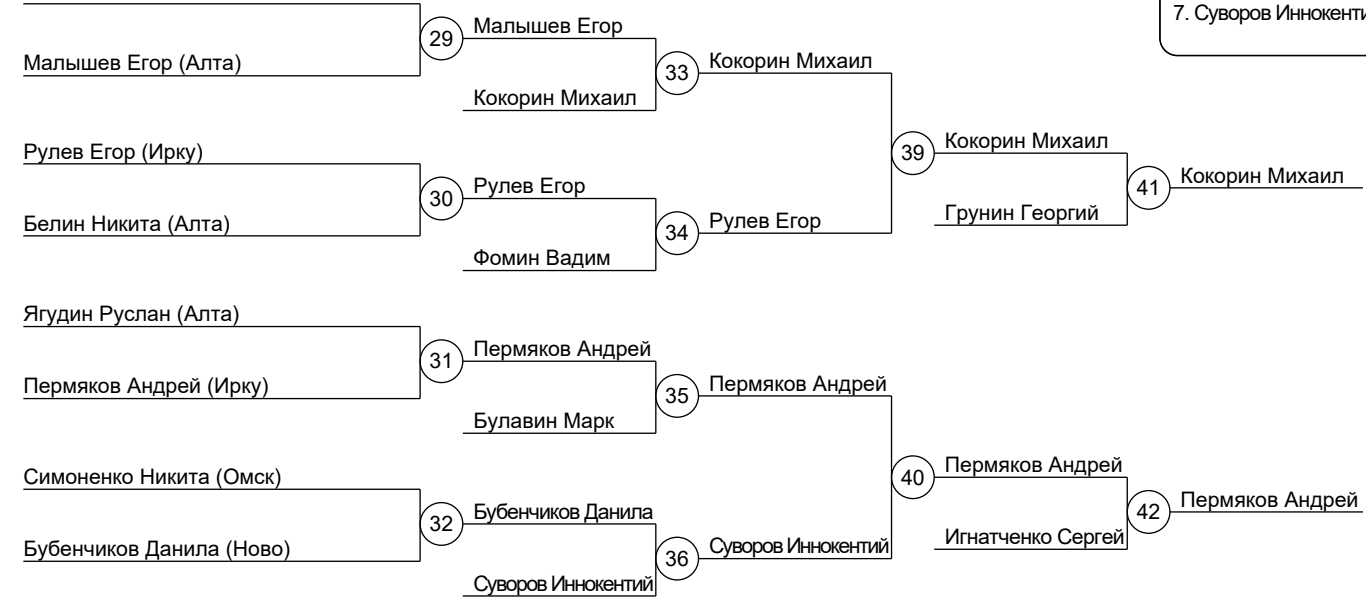 7. Суворов Иннокенти
29
Малышев Егор
Малышев Егор (Алта)
33
Кокорин Михаил
Кокорин Михаил
Рулев Егор (Ирку)
39
Кокорин Михаил
30
Рулев Егор
41
Кокорин Михаил
Белин Никита (Алта)
34
Рулев Егор
Грунин Георгий
Фомин Вадим
Ягудин Руслан (Алта)
31
Пермяков Андрей
Пермяков Андрей (Ирку)
35
Пермяков Андрей
Булавин Марк
Симоненко Никита (Омск)
40
Пермяков Андрей
32
Бубенчиков Данила
42
Пермяков Андрей
Бубенчиков Данила (Ново)
36
Суворов Иннокентий
Игнатченко Сергей
Суворов Иннокентий